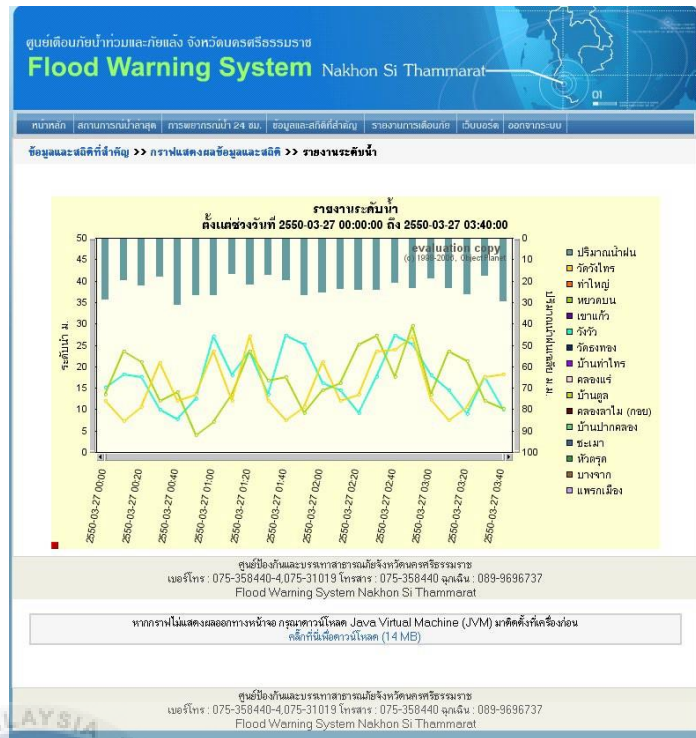 ศูนย์เตือนภัยน้ำท่วมและภัยแล้ง จังหวัดนครศรีธรรมราช
Flood Warning System Nakhon Si Thammarat
01
หน้าหลัก สถานการณ์น้ำล่าสุด การพยากรณ์น้ำ 24 ชม. ข้อมูลและสถิติที่สำคัญ รายงานการเตือนภัย เว็บบอร์ด ออกจากระบบ
ข้อมูลและสถิติที่สำคัญ >> กราฟแสดงผลข้อมูลและสถิติ >> รายงานระดับน้ำ
รายงานระดับน้ำ
ตั้งแต่ช่วงวันที่ 2550-03-27 00:00:00 ถึง 2550-03-27 03:40:00
evaluation copy
(c) 1996-2006, ObjectPlanet
ระดับน้ำ ม.
50
45
40
35
30
25
20
15
10
5
0
0
10
20
30
40
50
60
70
80
90
100
ปริมาณน้ำฝนเฉลี่ย ม.ม.
ปริมาณน้ำฝน
วัดวังไทร
ท่าใหญ่
หยวดบน
เขาแก้ว
วังวัว
วัดธงทอง
บ้านท่าไทร
คลองแร่
บ้านตูล
คลองลาไม (กอย)
บ้านปากคลอง
ชะเมา
หัวตรุด
บางจาก
แพรกเมือง
2550-03-27 00:00
2550-03-27 00:20
2550-03-27 00:40
2550-03-27 01:00
2550-03-27 01:20
2550-03-27 01:40
2550-03-27 02:00
2550-03-27 02:20
2550-03-27 02:40
2550-03-27 03:00
2550-03-27 03:20
2550-03-27 03:40
ศูนย์ป้องกันและบรรเทาสาธารณภัยจังหวัดนครศรีธรรมราช
เบอร์โทร : 075-358440-4,075-31019 โทรสาร : 075-358440 ฉุกเฉิน : 089-9696737
Flood Warning System Nakhon Si Thammarat
หากกราฟไม่แสดงผลออกทางหน้าจอ กรุณาดาวน์โหลด Java Virtual Machine (JVM) มาติดตั้งที่เครื่องก่อน
คลิ๊กที่นี่เพื่อดาวน์โหลด (14 MB)
ศูนย์ป้องกันและบรรเทาสาธารณภัยจังหวัดนครศรีธรรมราช
เบอร์โทร : 075-358440-4,075-31019 โทรสาร : 075-358440 ฉุกเฉิน : 089-9696737
Flood Warning System Nakhon Si Thammarat